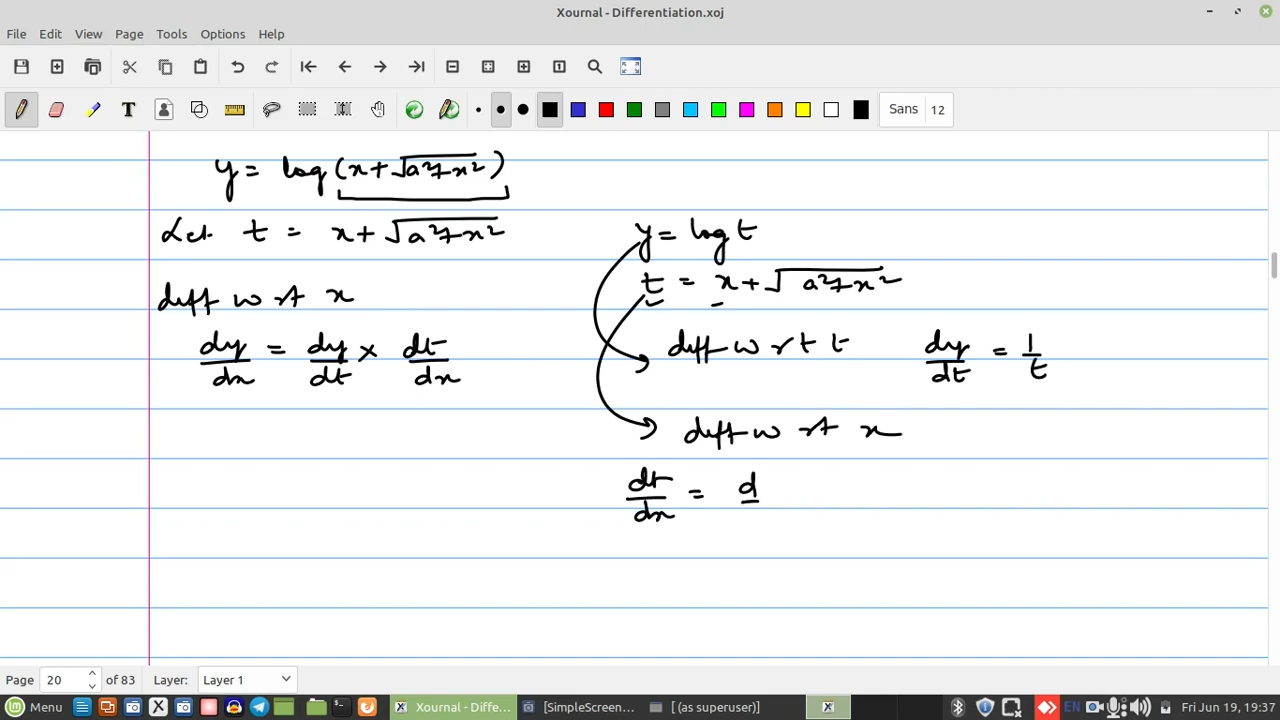 Xournal - Differentiation.xoj
File Edit View Page Tools Options Help
Sans 12
y = log (x + √a²+x²)
Let t = x + √a²+x²
diff w r t x
dy/dx = dy/dt × dt/dx
y = log t
t = x + √a²+x²
diff w r t t dy/dt = 1/t
diff w r t x
dt/dx = d
Page 20 of 83 Layer: Layer 1
Menu Xournal - Differe... [SimpleScreen... [ (as superuser)] EN Fri Jun 19, 19:37